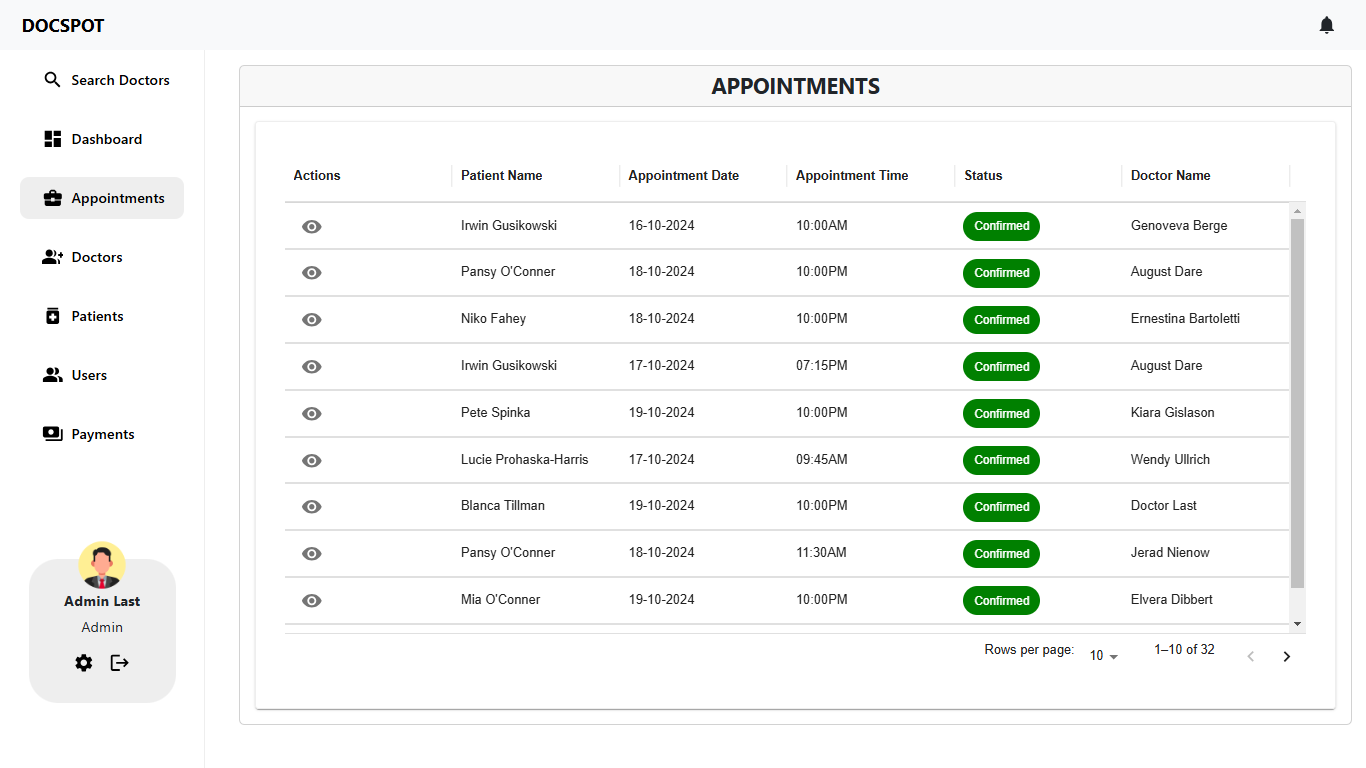 DOCSPOT
Search Doctors
Dashboard
Appointments
Doctors
Patients
Users
Payments
Admin Last
Admin
APPOINTMENTS
Actions Patient Name Appointment Date Appointment Time Status Doctor Name
Irwin Gusikowski 16-10-2024 10:00AM Confirmed Genoveva Berge
Pansy O'Conner 18-10-2024 10:00PM Confirmed August Dare
Niko Fahey 18-10-2024 10:00PM Confirmed Ernestina Bartoletti
Irwin Gusikowski 17-10-2024 07:15PM Confirmed August Dare
Pete Spinka 19-10-2024 10:00PM Confirmed Kiara Gislason
Lucie Prohaska-Harris 17-10-2024 09:45AM Confirmed Wendy Ullrich
Blanca Tillman 19-10-2024 10:00PM Confirmed Doctor Last
Pansy O'Conner 18-10-2024 11:30AM Confirmed Jerad Nienow
Mia O'Conner 19-10-2024 10:00PM Confirmed Elvera Dibbert
Rows per page: 10 1–10 of 32